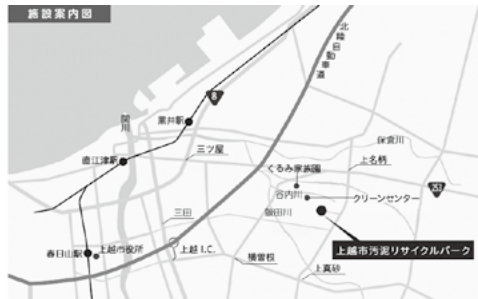 施設案内図
北陸自動車道
8
関川
黒井駅
保倉川
三ツ屋
上名柄
直江津駅
くるみ家族園
253
谷内川
クリーンセンター
飯田川
三田
上越市汚泥リサイクルパーク
春日山駅
上越市役所
上越I.C.
横曽根
上真砂